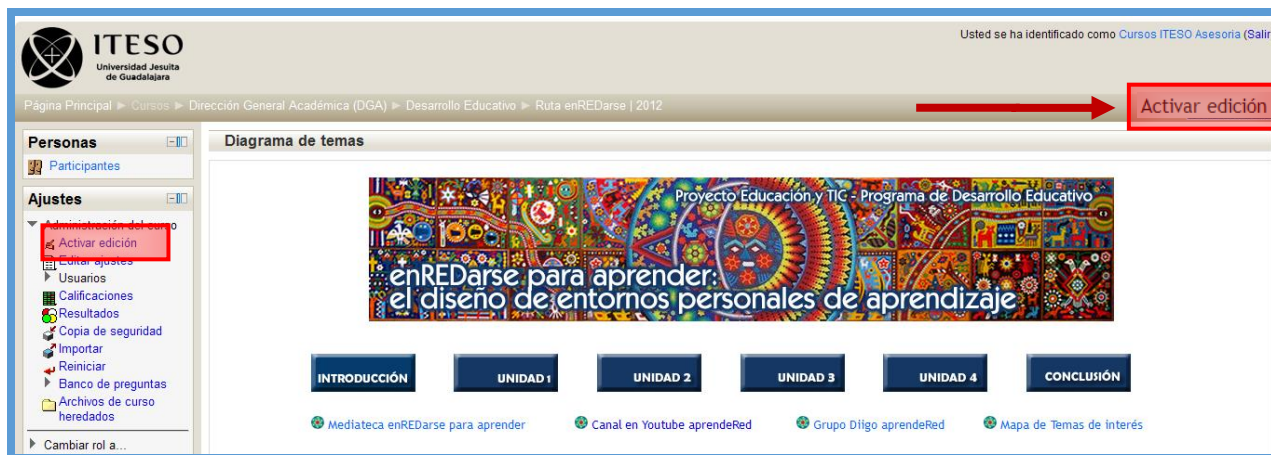 ITESO
Universidad Jesuita
de Guadalajara
Usted se ha identificado como Cursos ITESO Asesoria (Salir
Página Principal ► Cursos ► Dirección General Académica (DGA) ► Desarrollo Educativo ► Ruta enREDarse | 2012
Activar edición
Personas
Participantes
Ajustes
Administración del curso
Activar edición
Editar ajustes
Usuarios
Calificaciones
Resultados
Copia de seguridad
Importar
Reiniciar
Banco de preguntas
Archivos de curso
heredados
Cambiar rol a...
Diagrama de temas
Proyecto Educación y TIC - Programa de Desarrollo Educativo
enREDarse para aprender:
el diseño de entornos personales de aprendizaje
INTRODUCCIÓN UNIDAD 1 UNIDAD 2 UNIDAD 3 UNIDAD 4 CONCLUSIÓN
Mediateca enREDarse para aprender Canal en Youtube aprendeRed Grupo Diigo aprendeRed Mapa de Temas de interés